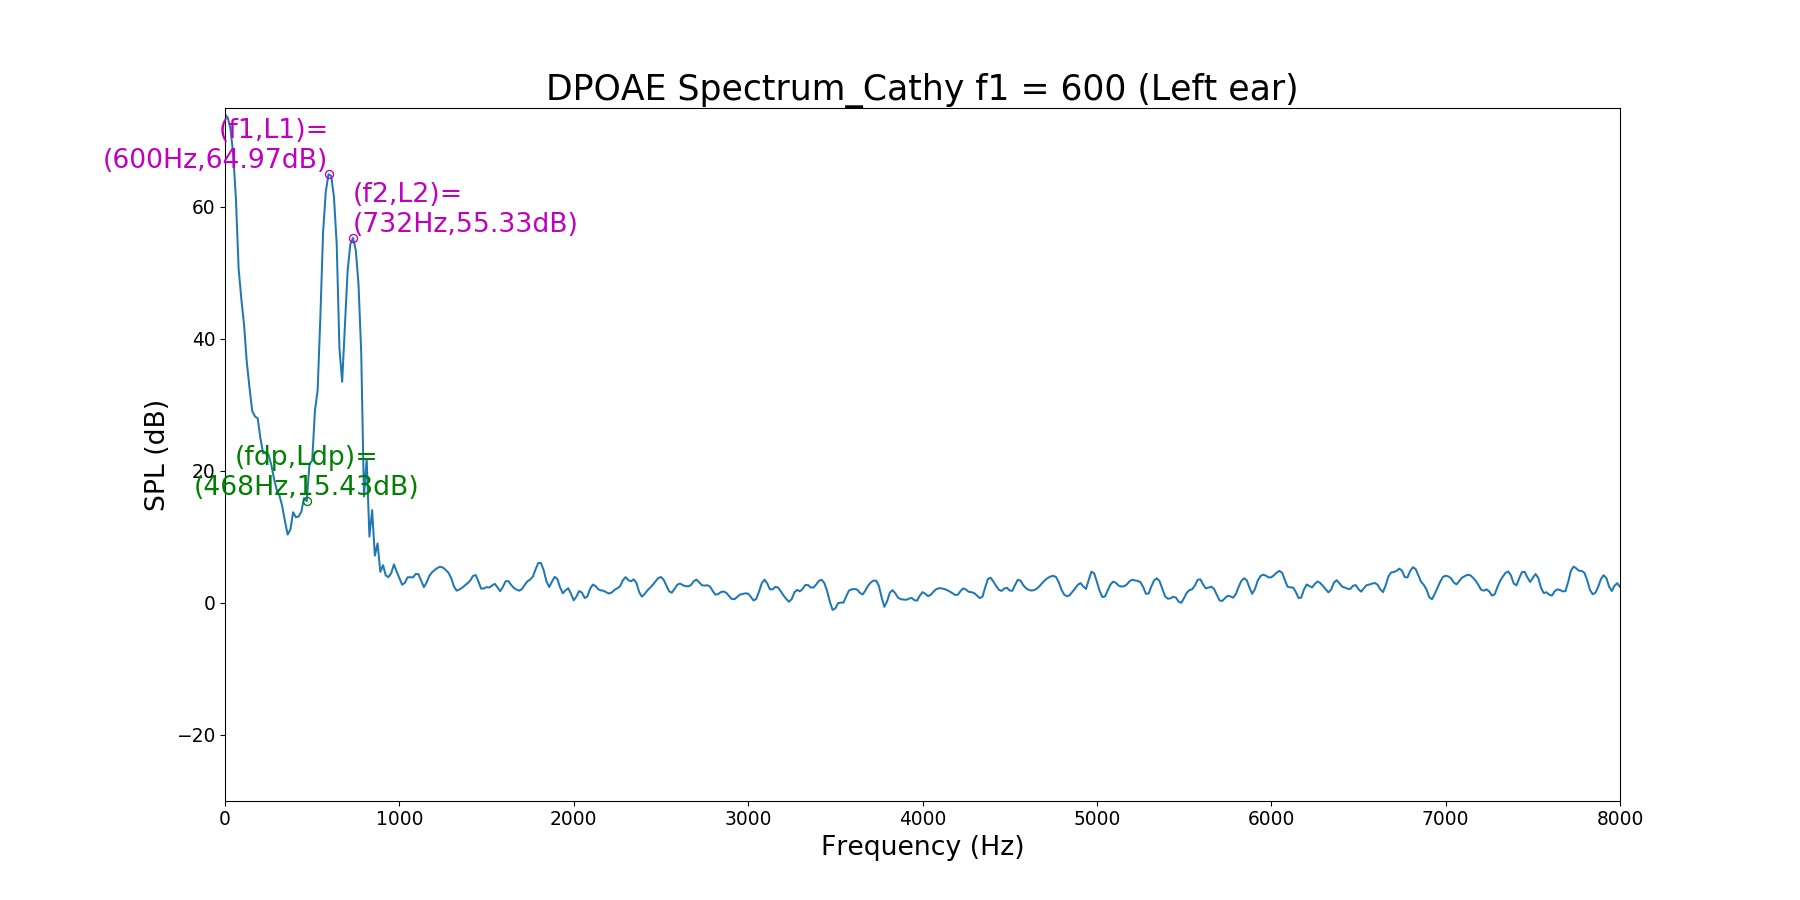 DPOAE Spectrum_Cathy f1 = 600 (Left ear)
(f1,L1)=
(600Hz,64.97dB)
(f2,L2)=
(732Hz,55.33dB)
(fdp,Ldp)=
(468Hz,15.43dB)
SPL (dB)
60
40
20
0
−20
0 1000 2000 3000 4000 5000 6000 7000 8000
Frequency (Hz)